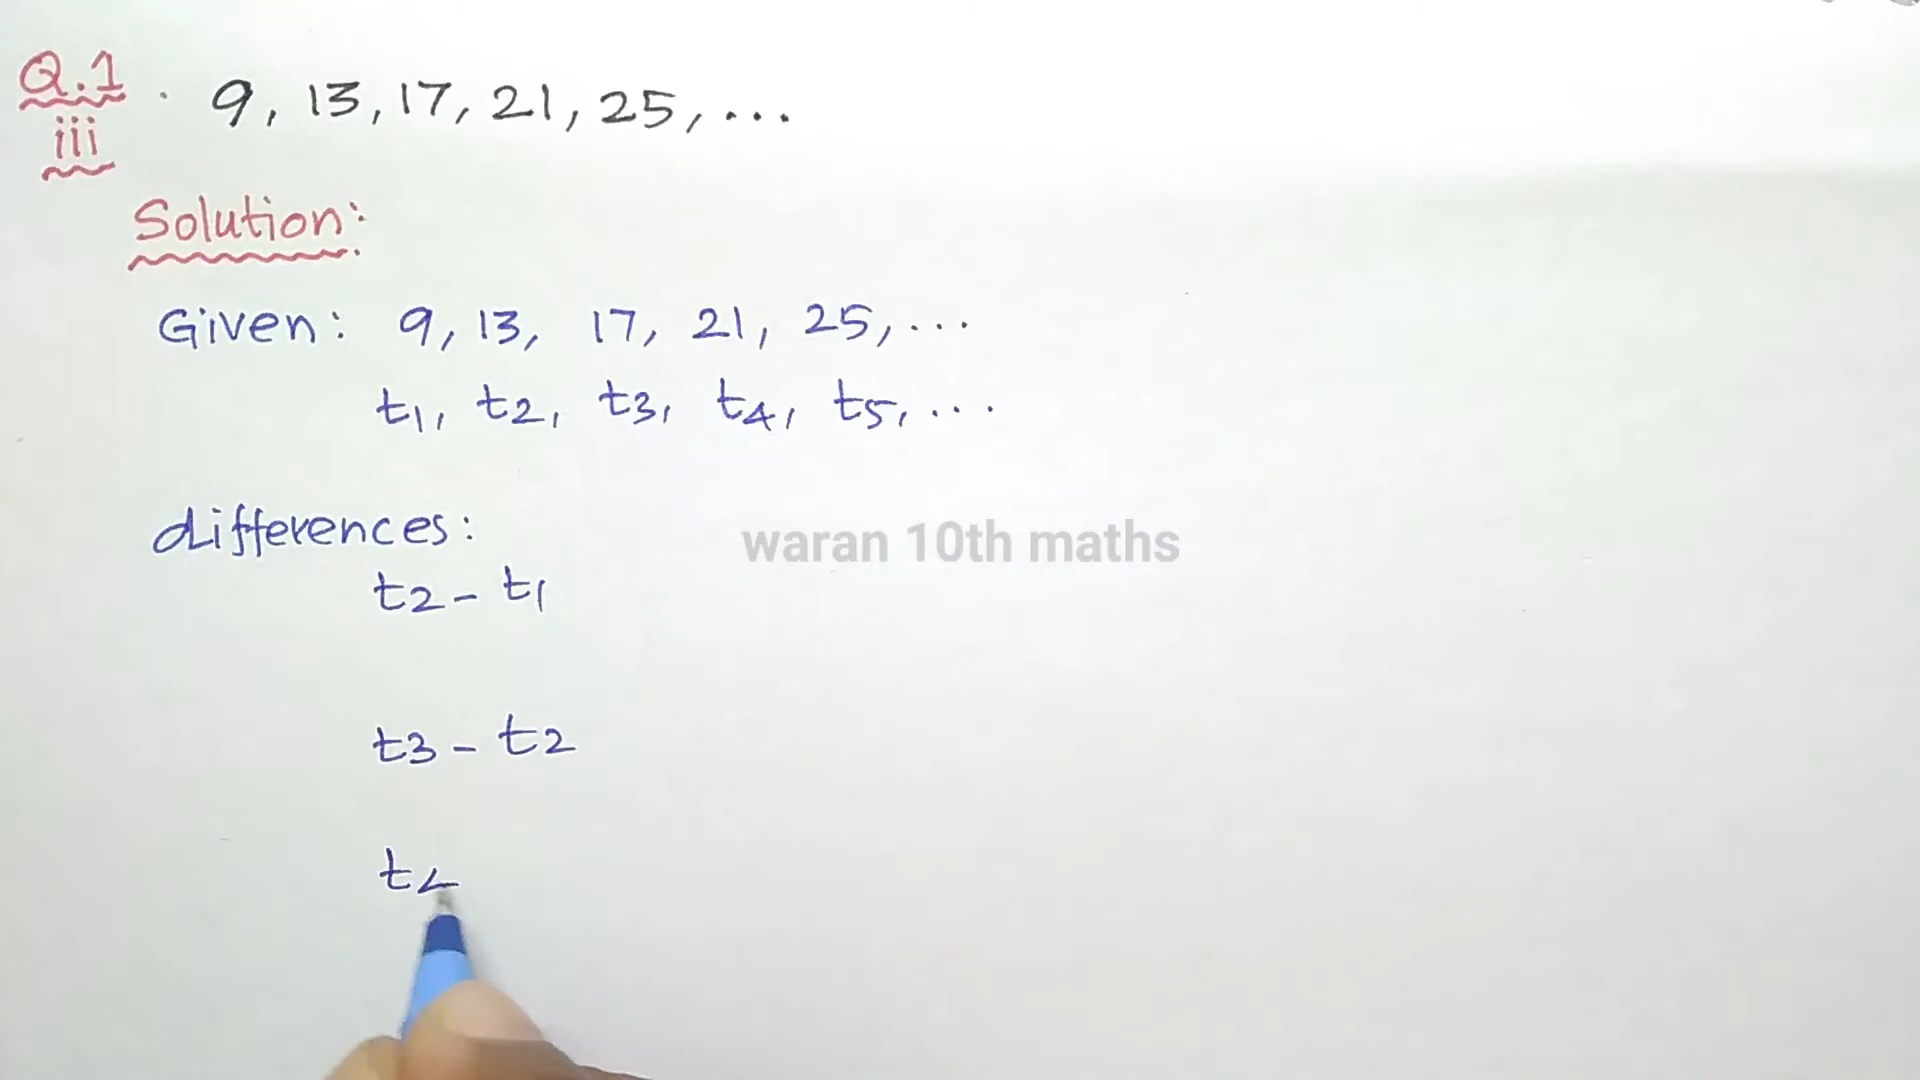 Q.1 . 9, 13, 17, 21, 25, ...
iii
Solution:
Given: 9, 13, 17, 21, 25, ...
t1, t2, t3, t4, t5, ...
differences:
waran 10th maths
t2 - t1
t3 - t2
t